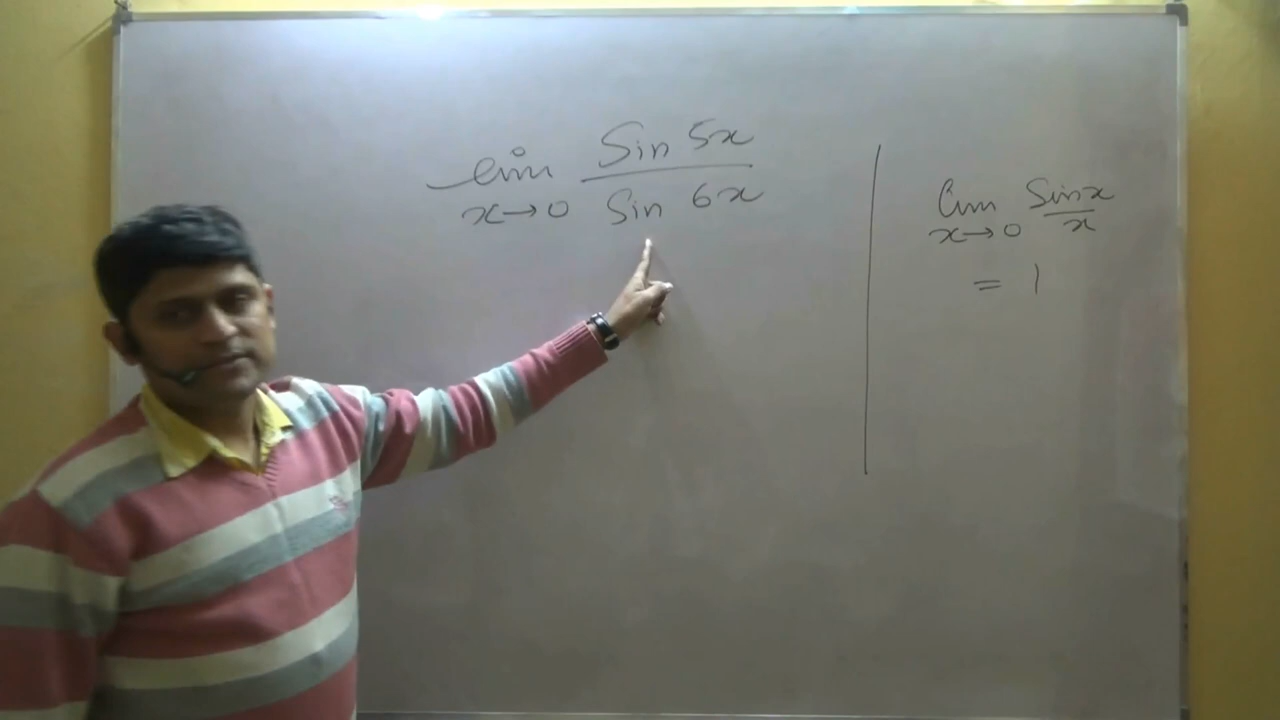 lim Sin 5x
x→0 Sin 6x
lim Sinx
x→0 x
= 1